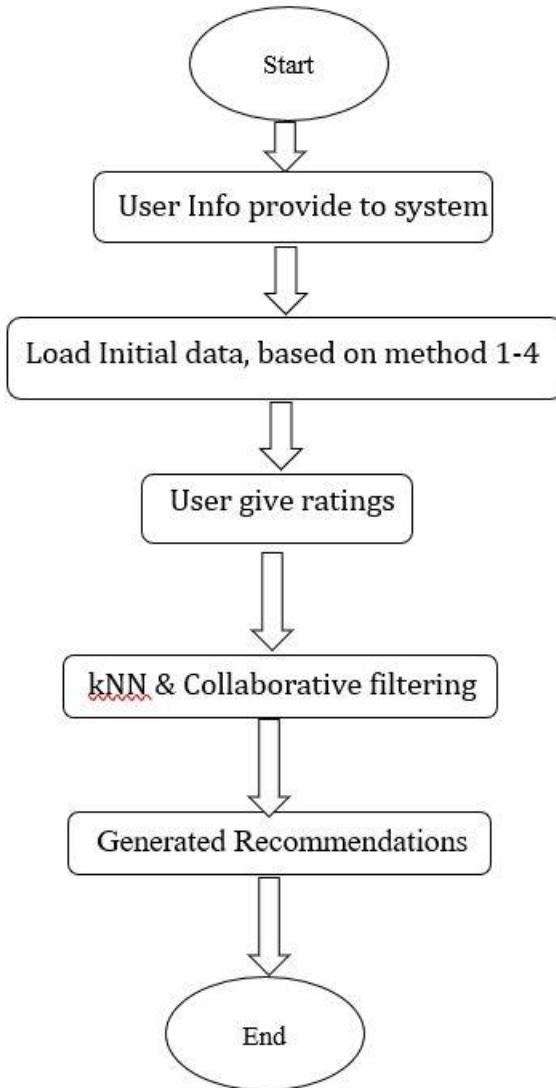 Start
User Info provide to system
Load Initial data, based on method 1-4
User give ratings
kNN & Collaborative filtering
Generated Recommendations
End